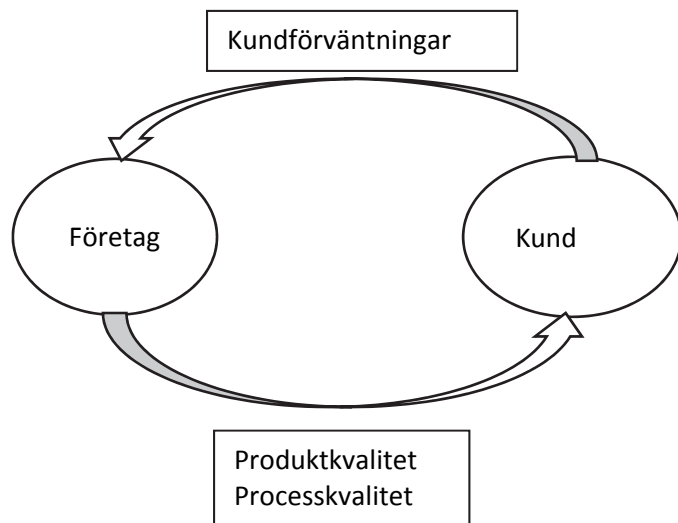 Kundförväntningar
Företag
Kund
Produktkvalitet
Processkvalitet